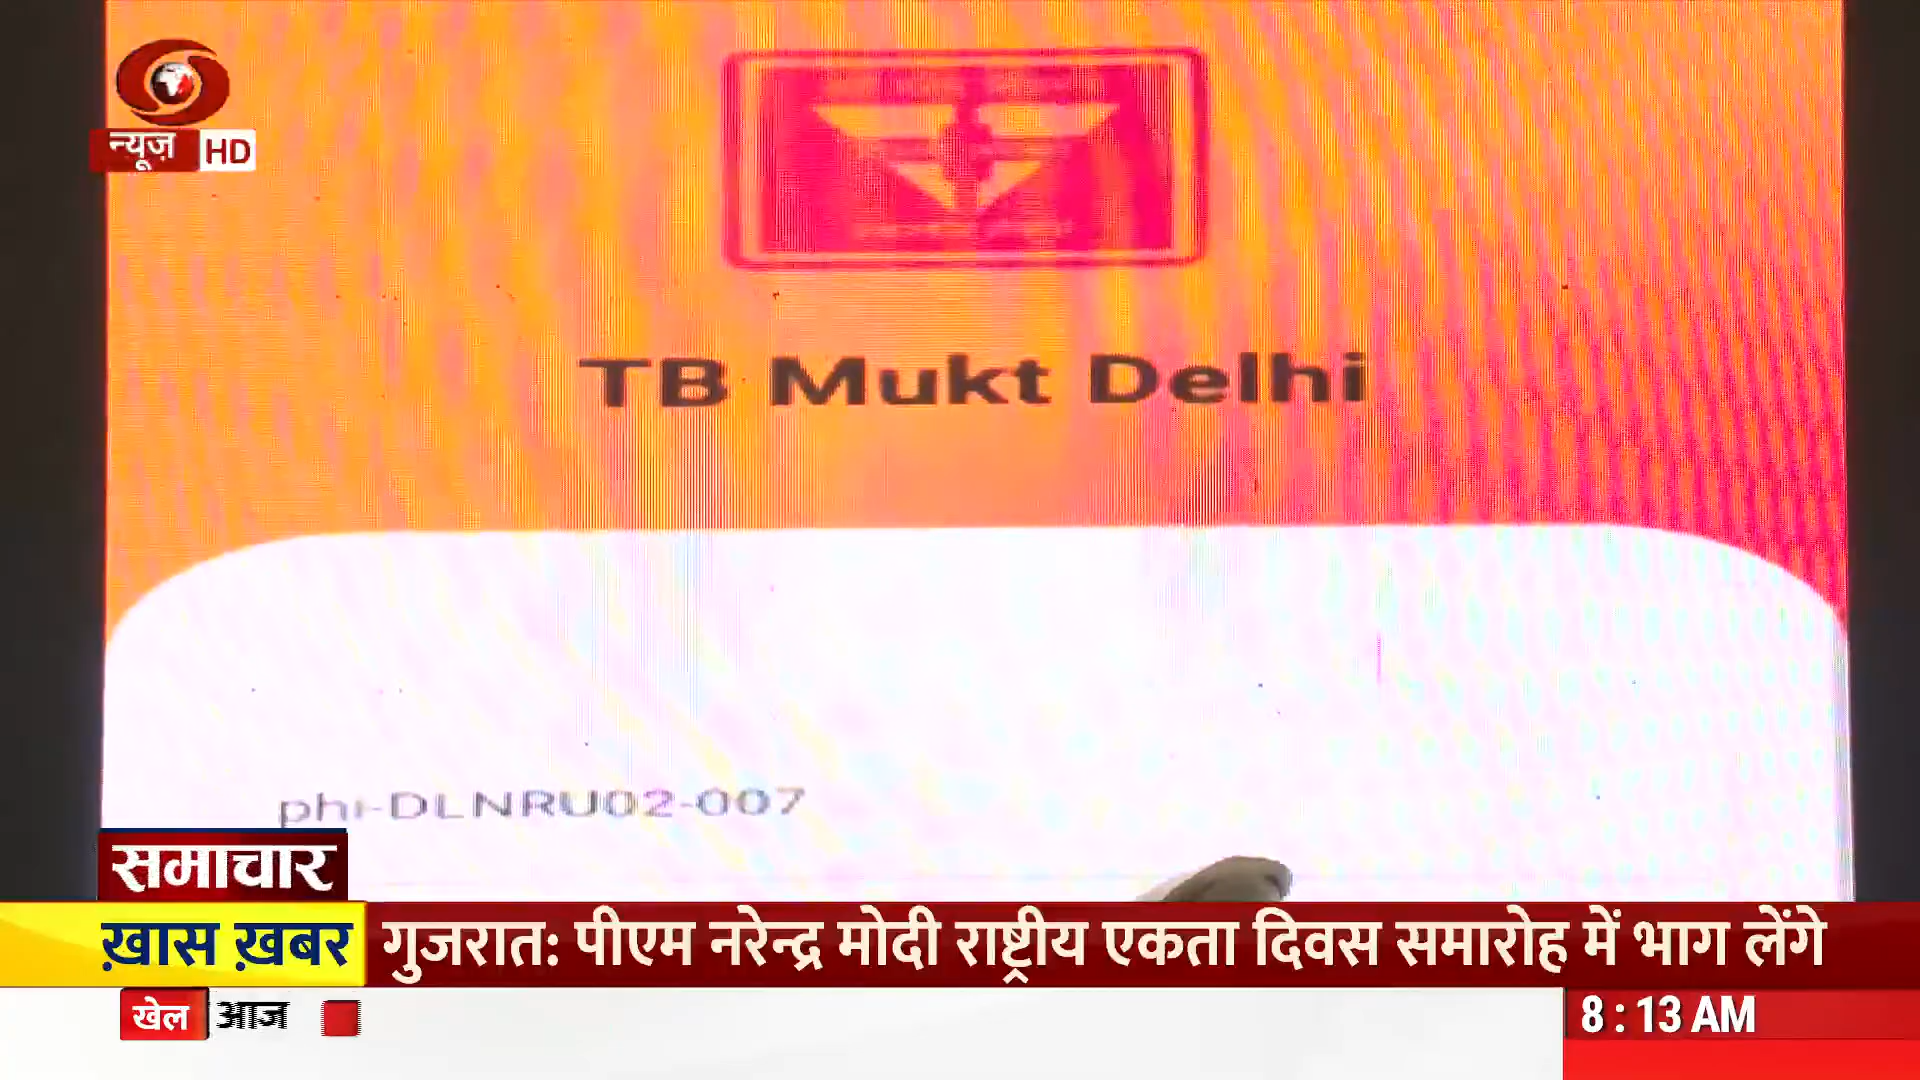 न्यूज़ HD
TB Mukt Delhi
phi-DLNRU02-007
समाचार
ख़ास ख़बर
गुजरात: पीएम नरेन्द्र मोदी राष्ट्रीय एकता दिवस समारोह में भाग लेंगे
खेल आज
8 : 13 AM